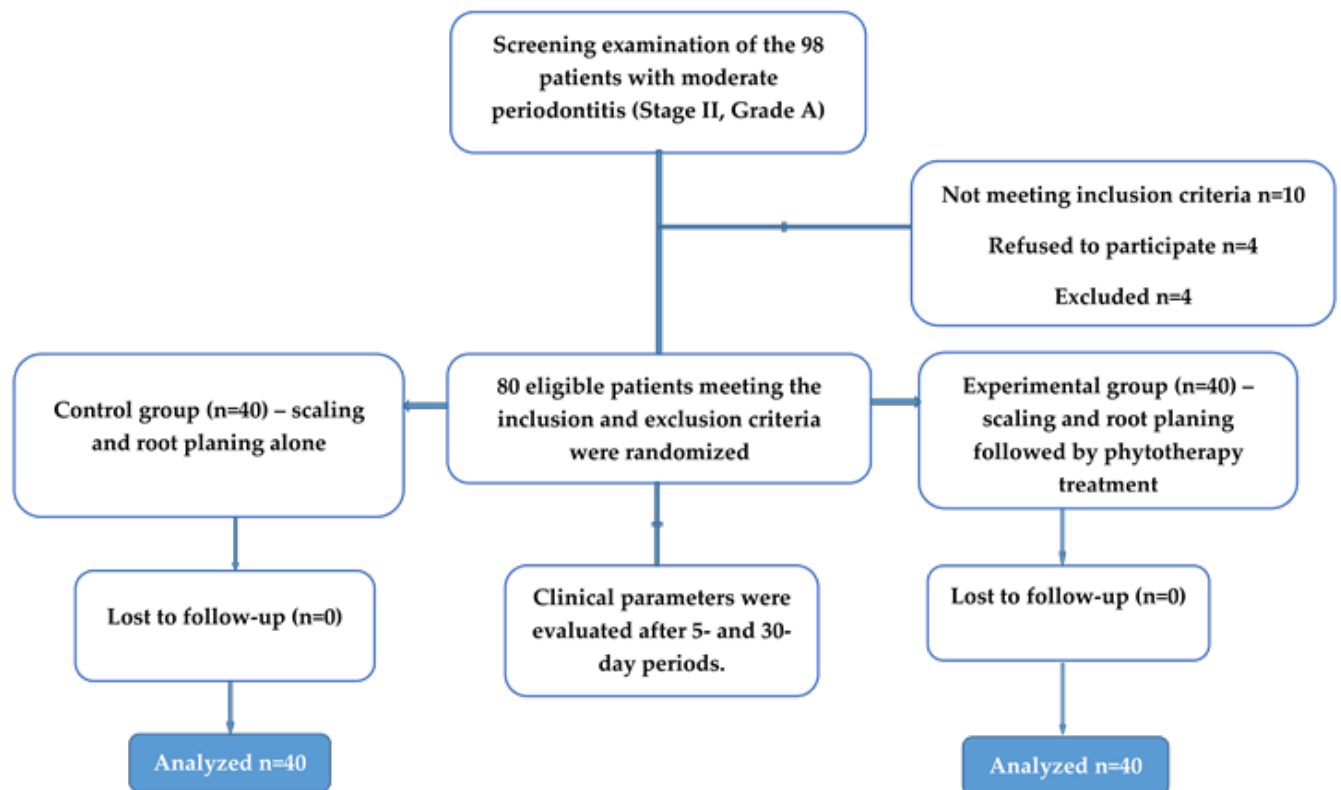 Screening examination of the 98
patients with moderate
periodontitis (Stage II, Grade A)
Not meeting inclusion criteria n=10
Refused to participate n=4
Excluded n=4
Control group (n=40) – scaling
and root planing alone
80 eligible patients meeting the
inclusion and exclusion criteria
were randomized
Experimental group (n=40) –
scaling and root planing
followed by phytotherapy
treatment
Lost to follow-up (n=0)
Clinical parameters were
evaluated after 5- and 30-
day periods.
Lost to follow-up (n=0)
Analyzed n=40
Analyzed n=40